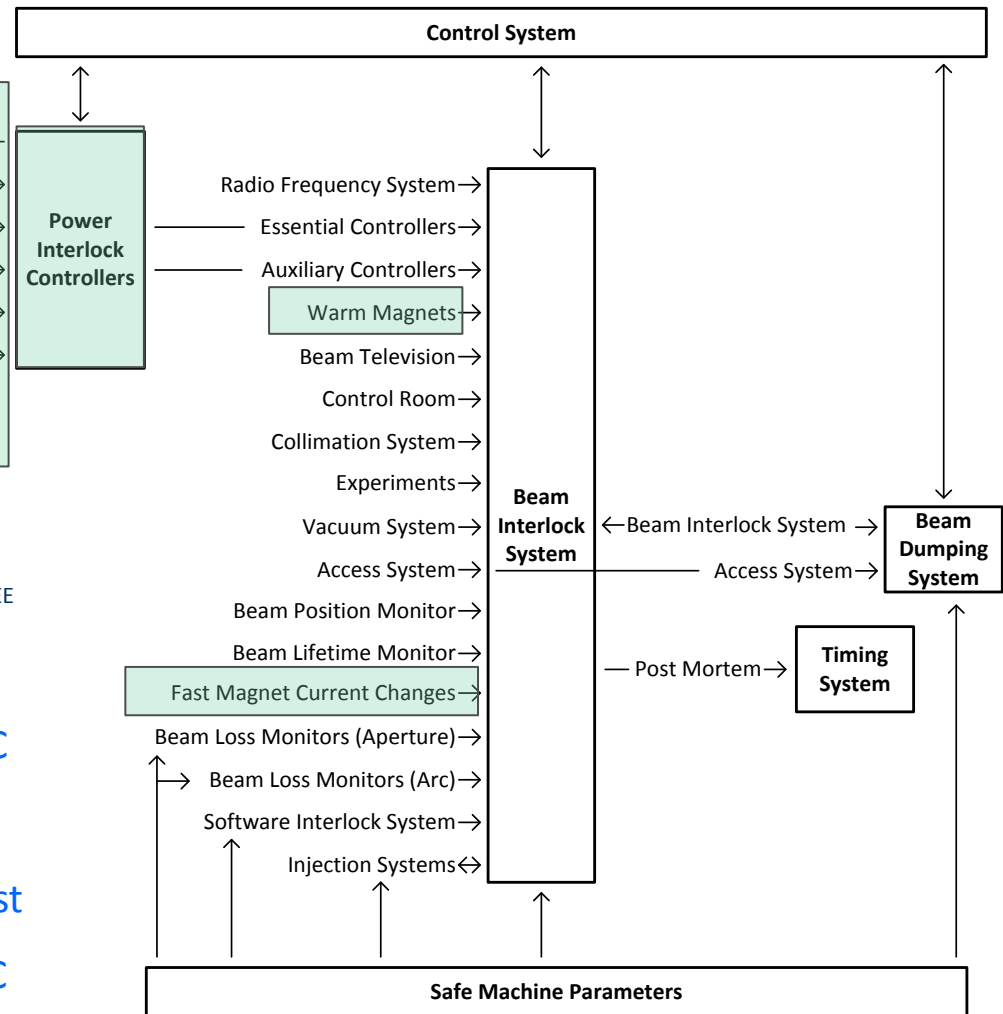 Control System
Power
Interlock
Controllers
Radio Frequency System
Essential Controllers
Auxiliary Controllers
Warm Magnets
Beam Television
Control Room
Collimation System
Experiments
Vacuum System
Access System
Beam Position Monitor
Beam Lifetime Monitor
Fast Magnet Current Changes
Beam Loss Monitors (Aperture)
Beam Loss Monitors (Arc)
Software Interlock System
Injection Systems
Beam
Interlock
System
Beam Interlock System
Access System
Beam
Dumping
System
Post Mortem
Timing
System
EE
C
st
C
Safe Machine Parameters